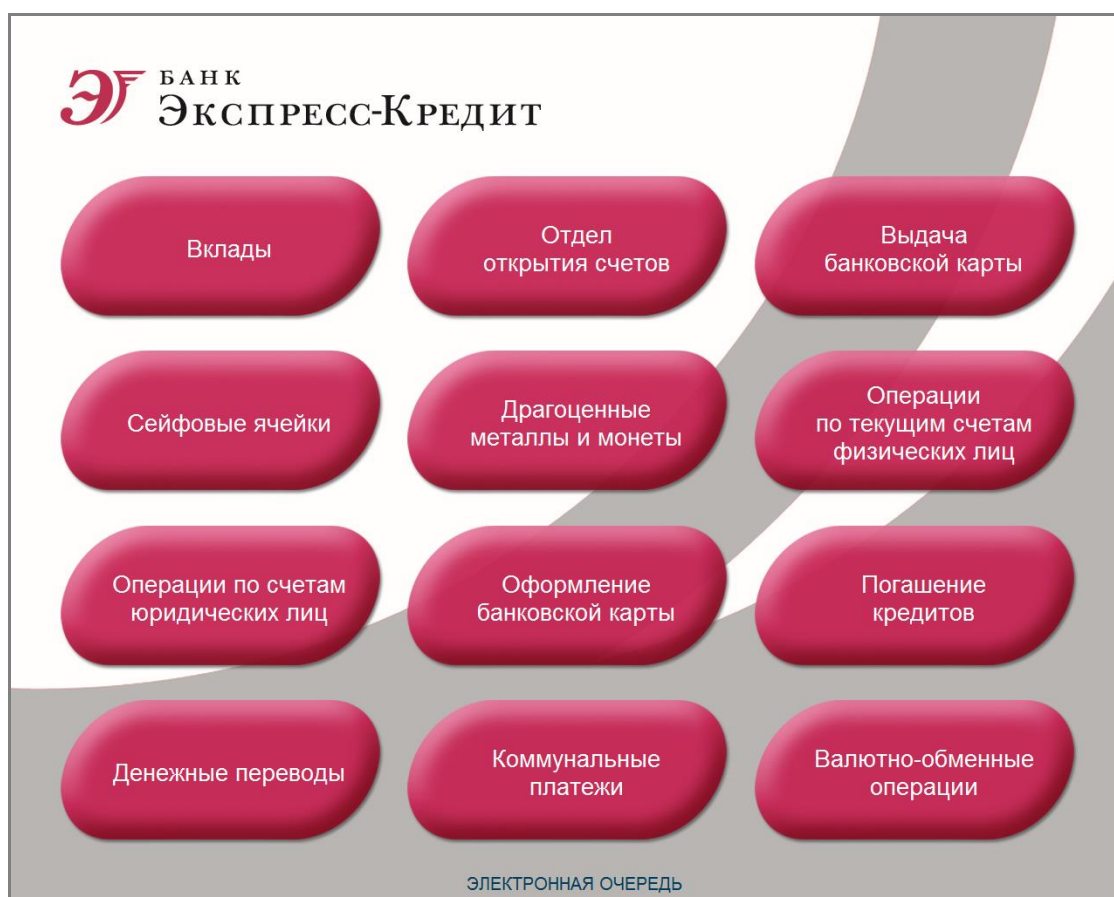 БАНК
ЭКСПРЕСС-КРЕДИТ
Вклады
Отдел
открытия счетов
Выдача
банковской карты
Сейфовые ячейки
Драгоценные
металлы и монеты
Операции
по текущим счетам
физических лиц
Операции по счетам
юридических лиц
Оформление
банковской карты
Погашение
кредитов
Денежные переводы
Коммунальные
платежи
Валютно-обменные
операции
ЭЛЕКТРОННАЯ ОЧЕРЕДЬ